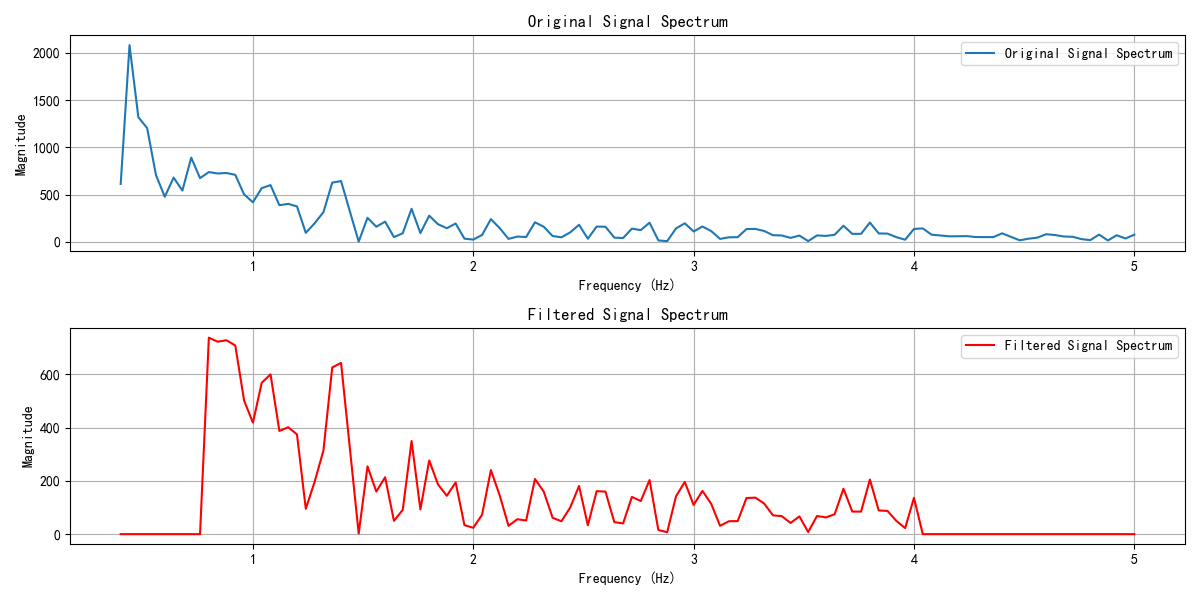 Original Signal Spectrum
Original Signal Spectrum
Magnitude
2000
1500
1000
500
0
1 2 3 4 5
Frequency (Hz)
Filtered Signal Spectrum
Filtered Signal Spectrum
Magnitude
600
400
200
0
1 2 3 4 5
Frequency (Hz)